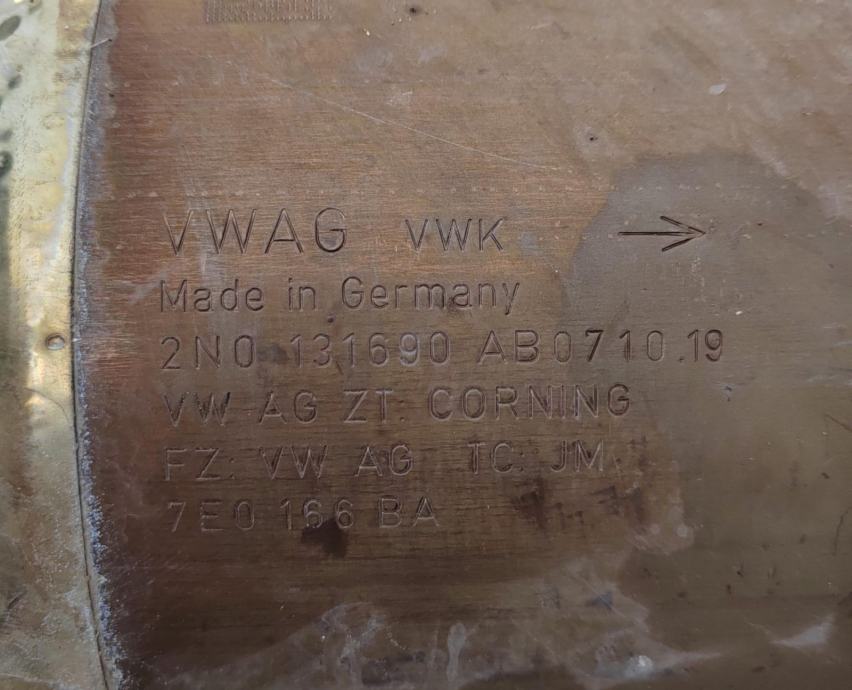 VWAG VWK →
Made in Germany
2N0 131690 AB0710.19
VW AG ZT. CORNING
FZ: VW AG TC: JM
7E0 166 BA